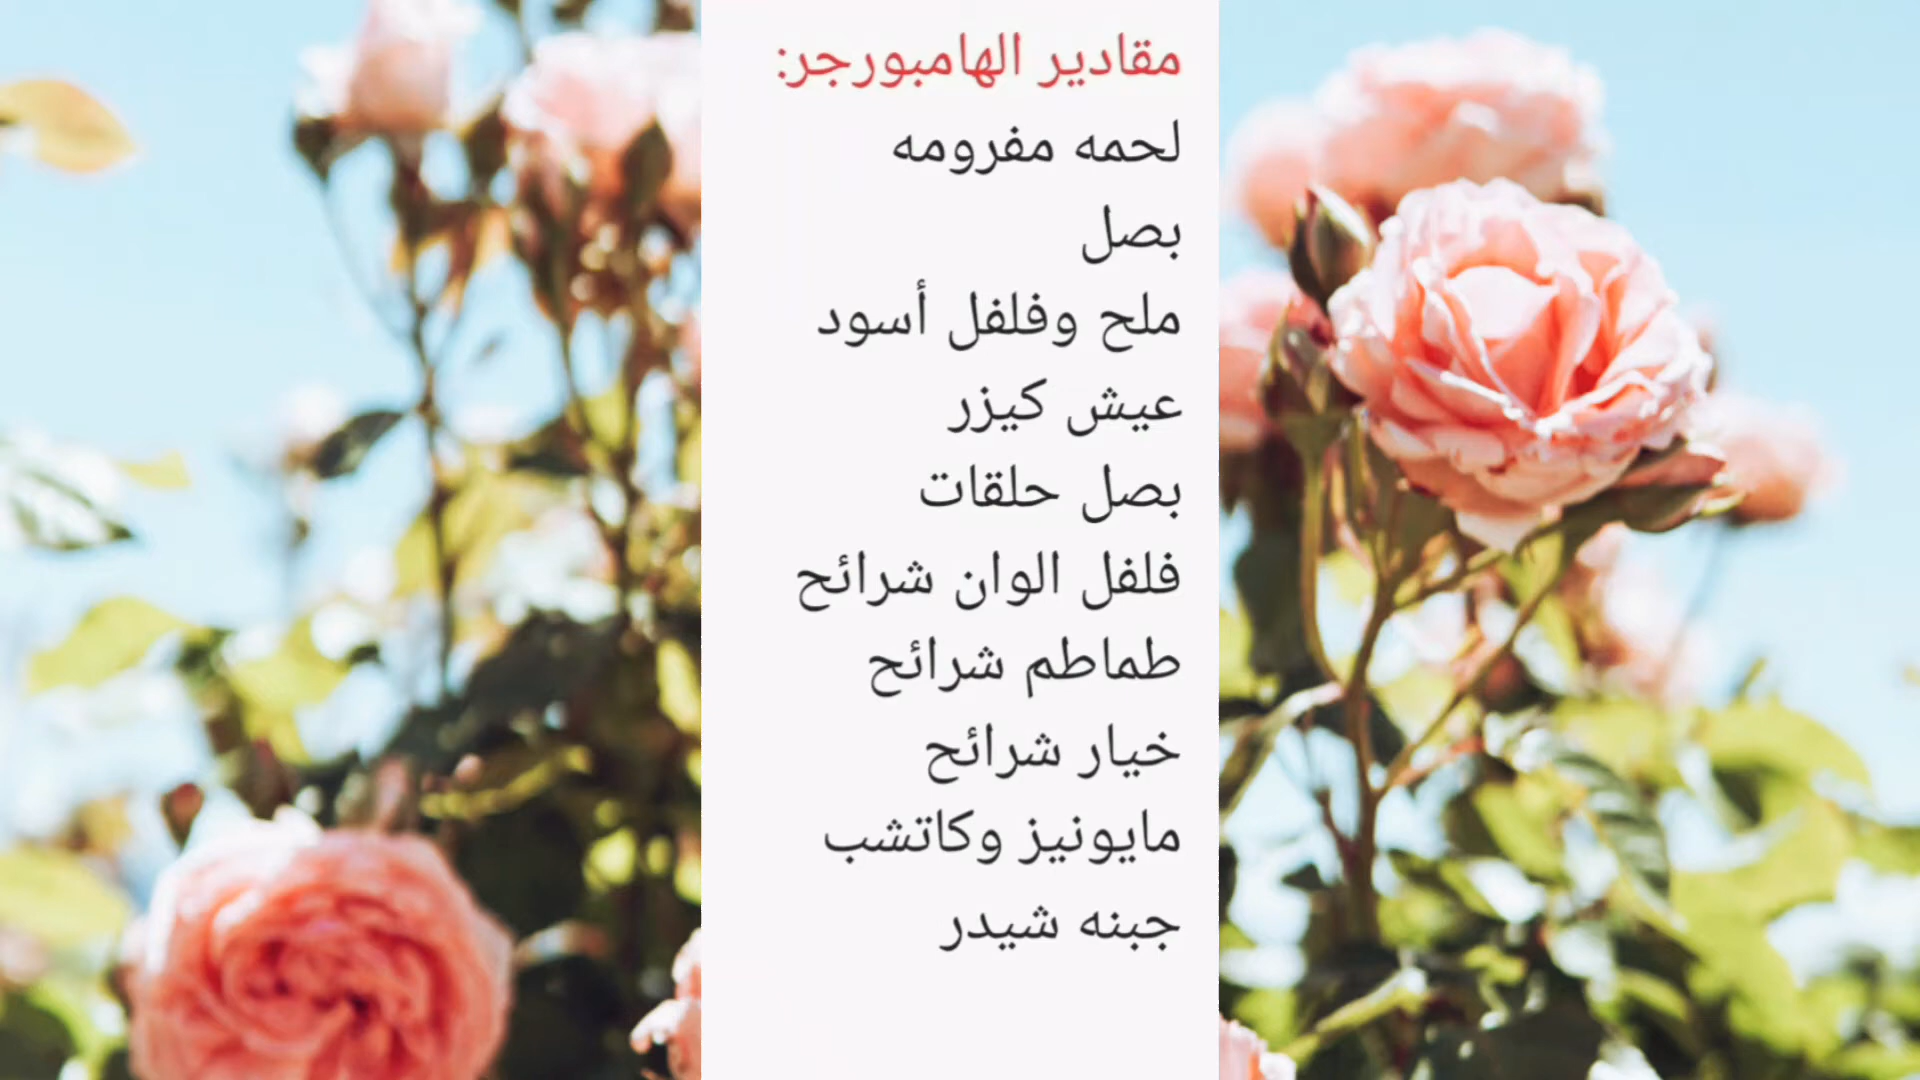 مقادير الهامبورجر:
لحمه مفرومه
بصل
ملح وفلفل أسود
عيش كيزر
بصل حلقات
فلفل الوان شرائح
طماطم شرائح
خيار شرائح
مايونيز وكاتشب
جبنه شيدر